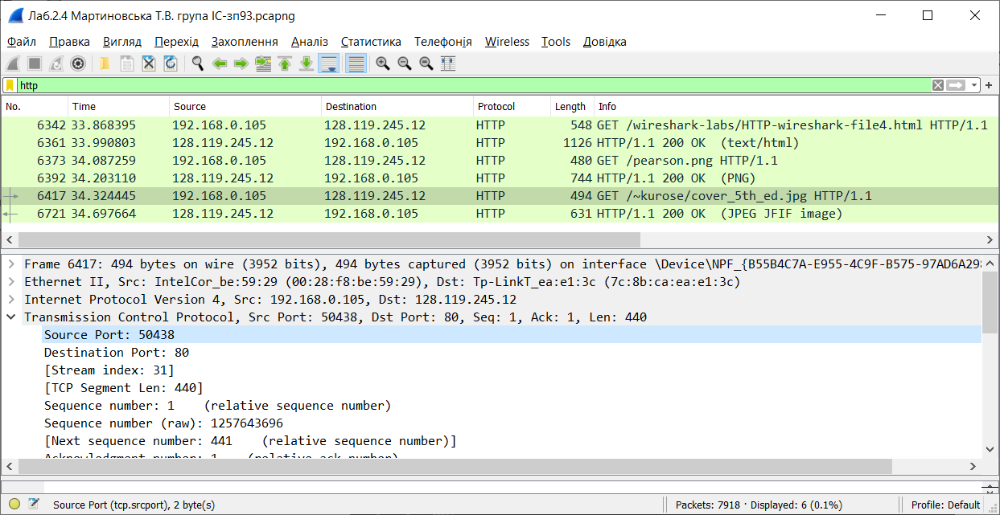 Лаб.2.4 Мартиновська Т.В. група ІС-зп93.pcapng
Файл Правка Вигляд Перехід Захоплення Аналіз Статистика Телефонія Wireless Tools Довідка
http
No. Time Source Destination Protocol Length Info
6342 33.868395 192.168.0.105 128.119.245.12 HTTP 548 GET /wireshark-labs/HTTP-wireshark-file4.html HTTP/1.1
6361 33.990803 128.119.245.12 192.168.0.105 HTTP 1126 HTTP/1.1 200 OK (text/html)
6373 34.087259 192.168.0.105 128.119.245.12 HTTP 480 GET /pearson.png HTTP/1.1
6392 34.203110 128.119.245.12 192.168.0.105 HTTP 744 HTTP/1.1 200 OK (PNG)
6417 34.324445 192.168.0.105 128.119.245.12 HTTP 494 GET /~kurose/cover_5th_ed.jpg HTTP/1.1
6721 34.697664 128.119.245.12 192.168.0.105 HTTP 631 HTTP/1.1 200 OK (JPEG JFIF image)
Frame 6417: 494 bytes on wire (3952 bits), 494 bytes captured (3952 bits) on interface \Device\NPF_{B55B4C7A-E955-4C9F-B575-97AD6A298
Ethernet II, Src: IntelCor_be:59:29 (00:28:f8:be:59:29), Dst: Tp-LinkT_ea:e1:3c (7c:8b:ca:ea:e1:3c)
Internet Protocol Version 4, Src: 192.168.0.105, Dst: 128.119.245.12
Transmission Control Protocol, Src Port: 50438, Dst Port: 80, Seq: 1, Ack: 1, Len: 440
Source Port: 50438
Destination Port: 80
[Stream index: 31]
[TCP Segment Len: 440]
Sequence number: 1 (relative sequence number)
Sequence number (raw): 1257643696
[Next sequence number: 441 (relative sequence number)]
Acknowledgment number: 1 (relative ack number)
Source Port (tcp.srcport), 2 byte(s)
Packets: 7918 · Displayed: 6 (0.1%)
Profile: Default